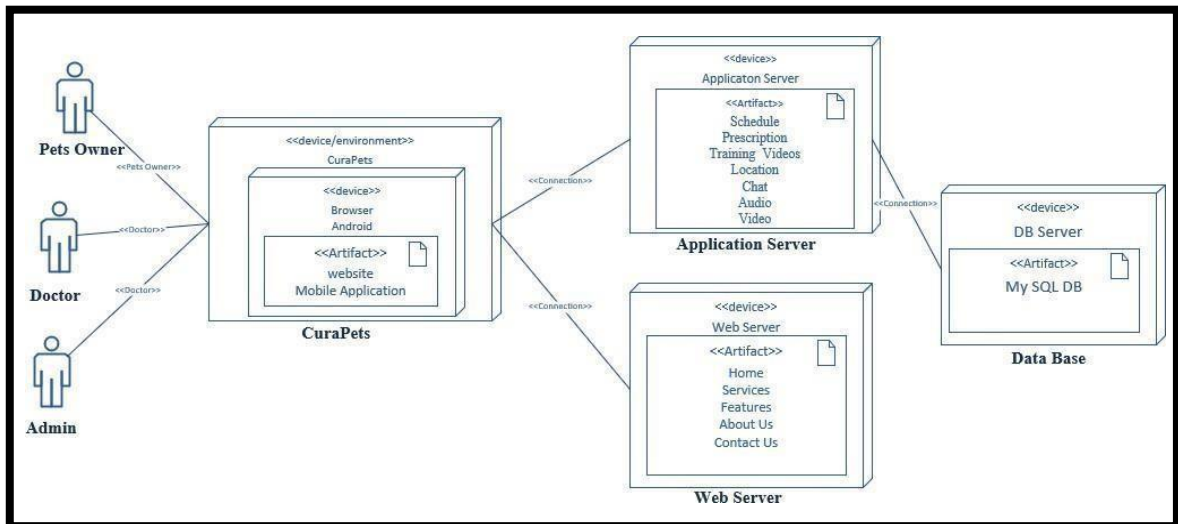 Pets Owner
<<Pets Owner>>
Doctor
<<Doctor>>
Admin
<<Doctor>>
<<device/environment>>
CuraPets
<<device>>
Browser
Android
<<Artifact>>
website
Mobile Application
CuraPets
<<Connection>>
<<Connection>>
<<device>>
Applicaton Server
<<Artifact>>
Schedule
Prescription
Training Videos
Location
Chat
Audio
Video
Application Server
<<device>>
Web Server
<<Artifact>>
Home
Services
Features
About Us
Contact Us
Web Server
<<Connection>>
<<device>>
DB Server
<<Artifact>>
My SQL DB
Data Base